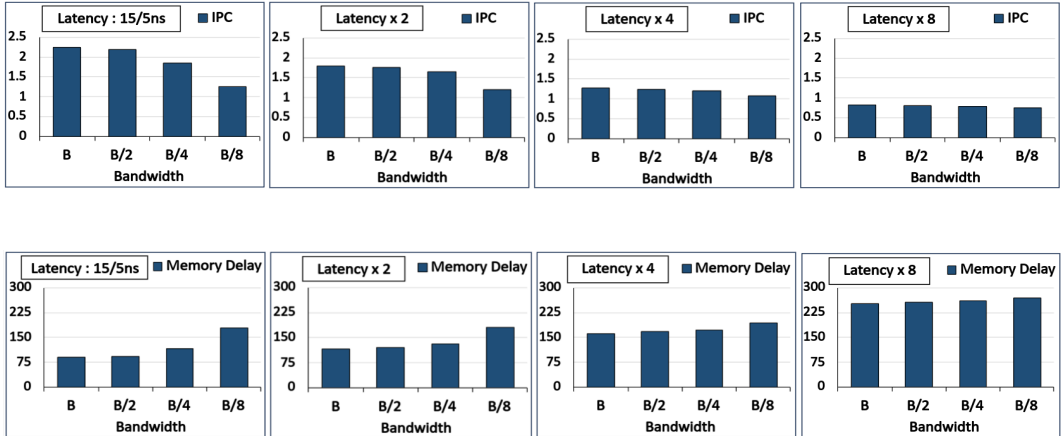 Latency : 15/5ns IPC
2.5
2
1.5
1
0.5
0
B B/2 B/4 B/8
Bandwidth
Latency x 2 IPC
2.5
2
1.5
1
0.5
0
B B/2 B/4 B/8
Bandwidth
Latency x 4 IPC
2.5
2
1.5
1
0.5
0
B B/2 B/4 B/8
Bandwidth
Latency x 8 IPC
2.5
2
1.5
1
0.5
0
B B/2 B/4 B/8
Bandwidth
Latency : 15/5ns Memory Delay
300
225
150
75
0
B B/2 B/4 B/8
Bandwidth
Latency x 2 Memory Delay
300
225
150
75
0
B B/2 B/4 B/8
Bandwidth
Latency x 4 Memory Delay
300
225
150
75
0
B B/2 B/4 B/8
Bandwidth
Latency x 8 Memory Delay
300
225
150
75
0
B B/2 B/4 B/8
Bandwidth